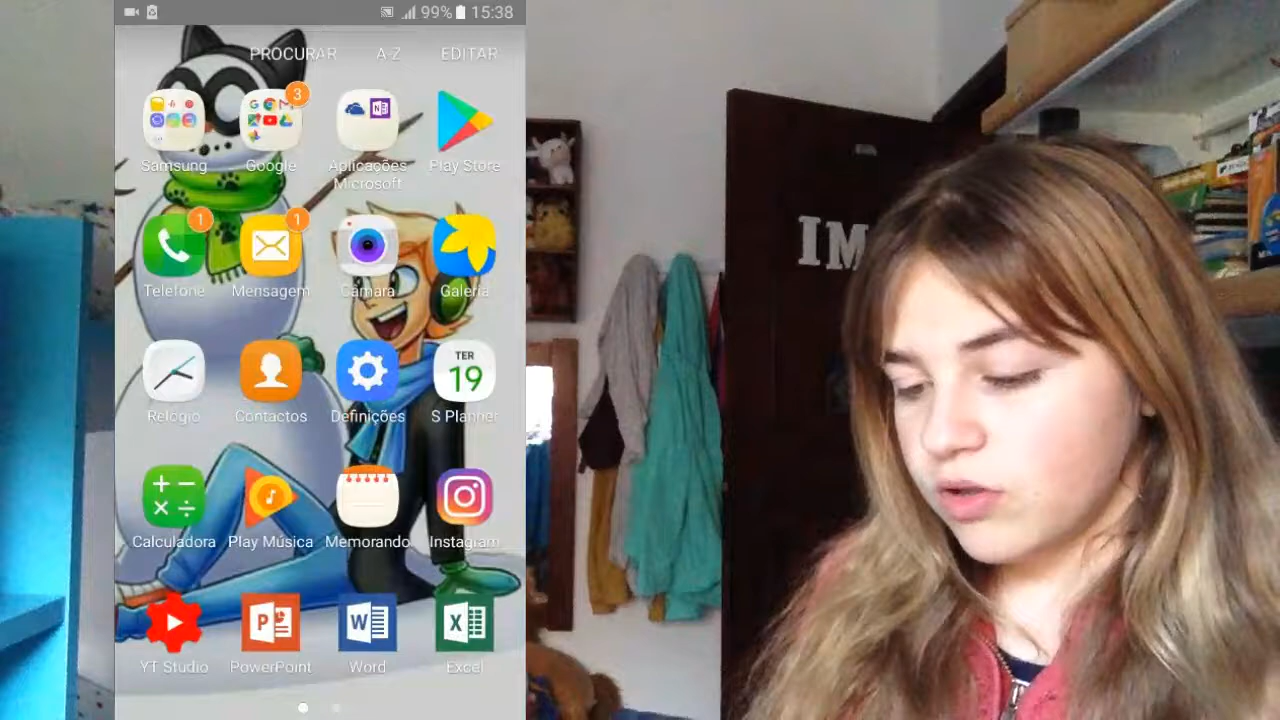 99% 15:38
PROCURAR A-Z EDITAR
3
Samsung Google Aplicações Microsoft Play Store
1 1
Telefone Mensagem Câmara Galeria
TER
19
Relógio Contactos Definições S Planner
Calculadora Play Música Memorando Instagram
YT Studio PowerPoint Word Excel
IM